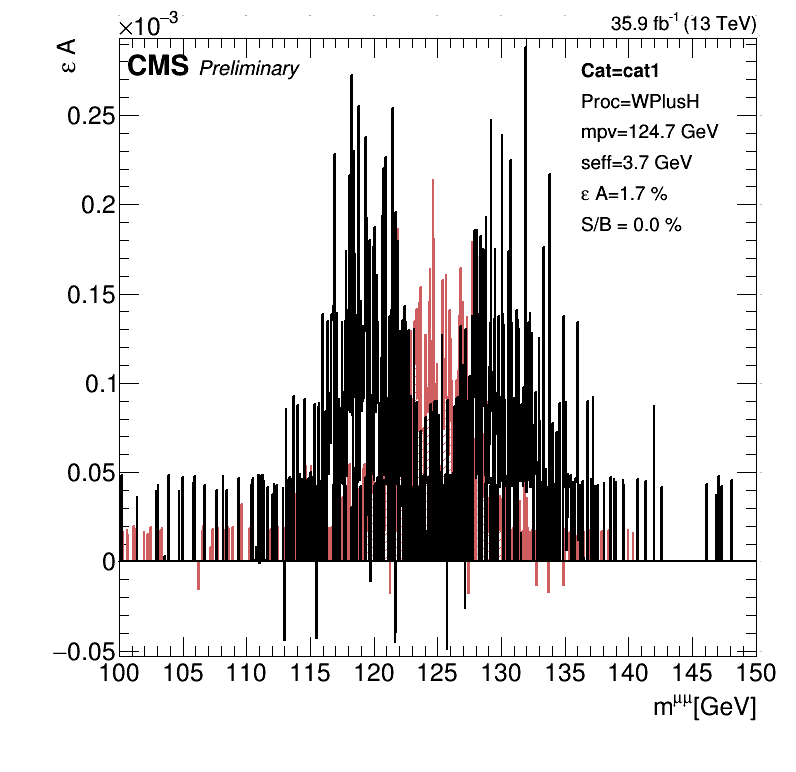 ×10⁻³
35.9 fb⁻¹ (13 TeV)
ε A
CMS Preliminary
Cat=cat1
Proc=WPlusH
mpv=124.7 GeV
seff=3.7 GeV
ε A=1.7 %
S/B = 0.0 %
0.25
0.2
0.15
0.1
0.05
0
−0.05
100 105 110 115 120 125 130 135 140 145 150
m^μμ[GeV]